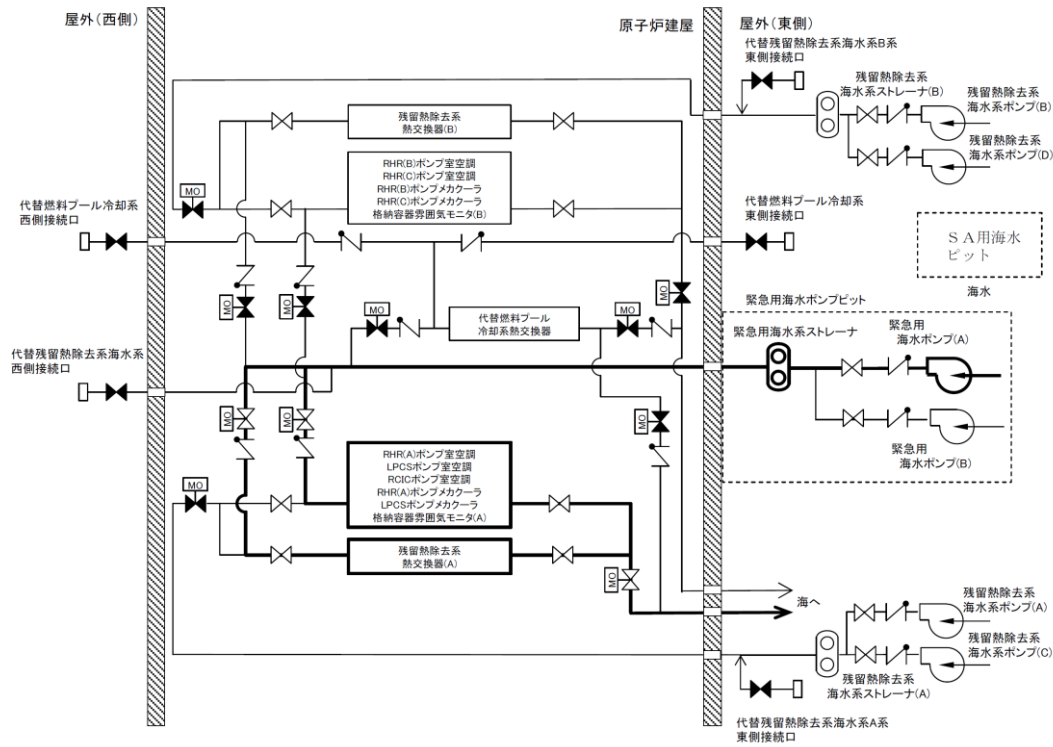 屋外(西側)
原子炉建屋
屋外(東側)
代替残留熱除去系海水系B系
東側接続口
残留熱除去系
海水系ストレーナ(B)
残留熱除去系
海水系ポンプ(B)
残留熱除去系
海水系ポンプ(D)
残留熱除去系
熱交換器(B)
RHR(B)ポンプ室空調
RHR(C)ポンプ室空調
RHR(B)ポンプメカクーラ
RHR(C)ポンプメカクーラ
格納容器雰囲気モニタ(B)
MO
代替燃料プール冷却系
西側接続口
代替燃料プール冷却系
東側接続口
SA用海水
ピット
海水
MO
MO
MO
MO
MO
代替燃料プール
冷却系熱交換器
緊急用海水ポンプピット
緊急用海水系ストレーナ
緊急用
海水ポンプ(A)
代替残留熱除去系海水系
西側接続口
MO
MO
MO
緊急用
海水ポンプ(B)
RHR(A)ポンプ室空調
LPCSポンプ室空調
RCICポンプ室空調
RHR(A)ポンプメカクーラ
LPCSポンプメカクーラ
格納容器雰囲気モニタ(A)
MO
残留熱除去系
熱交換器(A)
MO
海へ
残留熱除去系
海水系ポンプ(A)
残留熱除去系
海水系ポンプ(C)
残留熱除去系
海水系ストレーナ(A)
代替残留熱除去系海水系A系
東側接続口